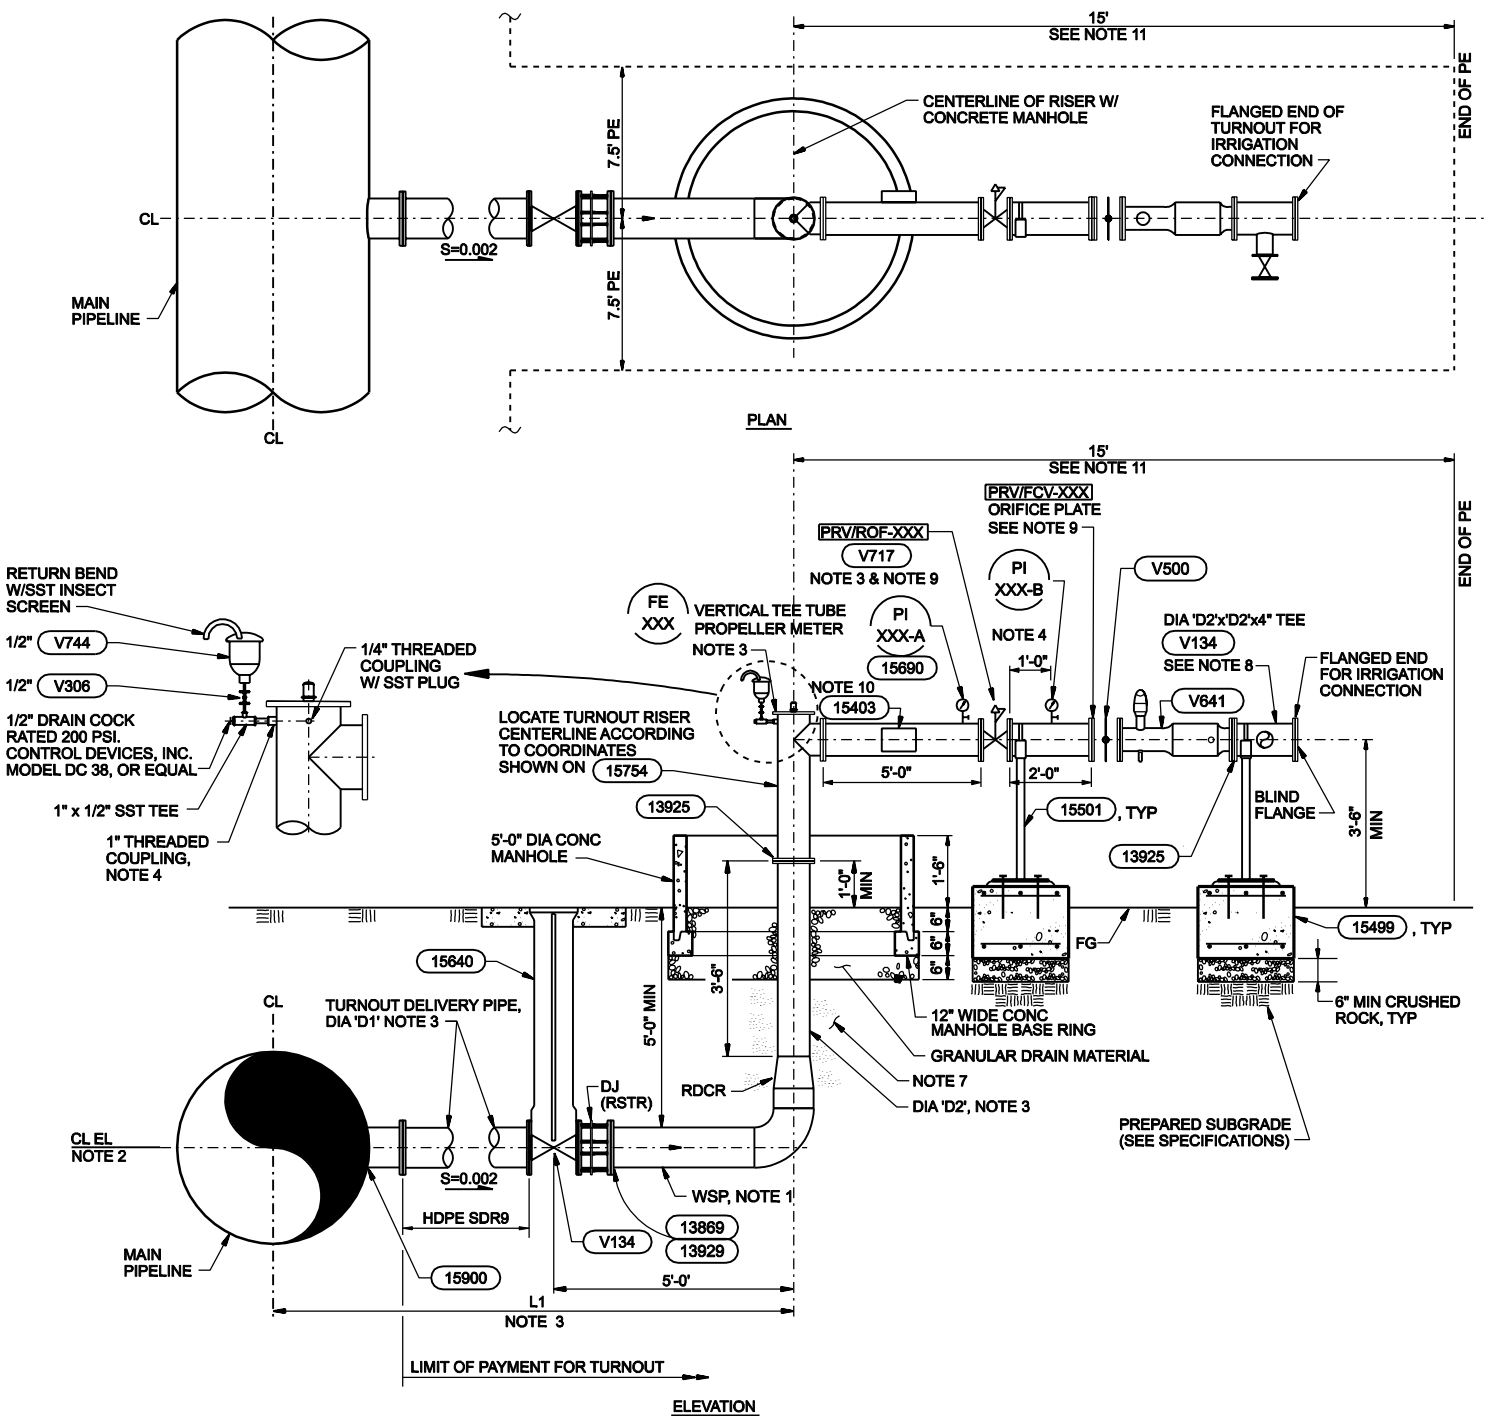 15'
SEE NOTE 11
END OF PE
7.5' PE
CENTERLINE OF RISER W/
CONCRETE MANHOLE
FLANGED END OF
TURNOUT FOR
IRRIGATION
CONNECTION
CL
S=0.002
7.5' PE
MAIN
PIPELINE
CL
PLAN
15'
SEE NOTE 11
END OF PE
PRV/FCV-XXX
ORIFICE PLATE
SEE NOTE 9
PRV/ROF-XXX
V717
NOTE 3 & NOTE 9
PI
XXX-B
NOTE 4
1'-0"
V500
RETURN BEND
W/SST INSECT
SCREEN
1/2" V744
1/2" V306
1/2" DRAIN COCK
RATED 200 PSI.
CONTROL DEVICES, INC.
MODEL DC 38, OR EQUAL
1" x 1/2" SST TEE
1" THREADED
COUPLING,
NOTE 4
1/4" THREADED
COUPLING
W/ SST PLUG
FE
XXX
VERTICAL TEE TUBE
PROPELLER METER
NOTE 3
PI
XXX-A
15690
NOTE 10
15403
DIA 'D2'x'D2'x4" TEE
V134
SEE NOTE 8
V641
FLANGED END
FOR IRRIGATION
CONNECTION
LOCATE TURNOUT RISER
CENTERLINE ACCORDING
TO COORDINATES
SHOWN ON 15754
5'-0"
2'-0"
13925
15501 , TYP
BLIND
FLANGE
3'-6"
MIN
13925
5'-0" DIA CONC
MANHOLE
1'-0"
MIN
1'-6"
6"
6"
6"
FG
15499 , TYP
15640
3'-6"
5'-0" MIN
CL
TURNOUT DELIVERY PIPE,
DIA 'D1' NOTE 3
12" WIDE CONC
MANHOLE BASE RING
GRANULAR DRAIN MATERIAL
NOTE 7
DIA 'D2', NOTE 3
6" MIN CRUSHED
ROCK, TYP
PREPARED SUBGRADE
(SEE SPECIFICATIONS)
RDCR
DJ
(RSTR)
CL EL
NOTE 2
S=0.002
WSP, NOTE 1
HDPE SDR9
V134
13869
13929
MAIN
PIPELINE
15900
5'-0'
L1
NOTE 3
LIMIT OF PAYMENT FOR TURNOUT
ELEVATION